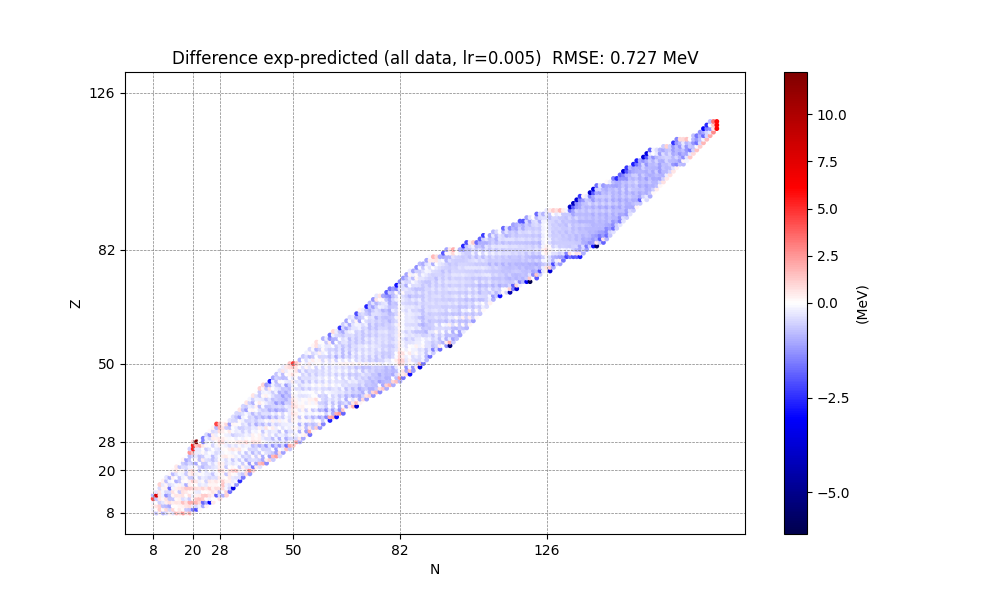 Difference exp-predicted (all data, lr=0.005)  RMSE: 0.727 MeV
126
82
50
28
20
8
Z
8 20 28 50 82 126
N
10.0
7.5
5.0
2.5
0.0
−2.5
−5.0
(MeV)